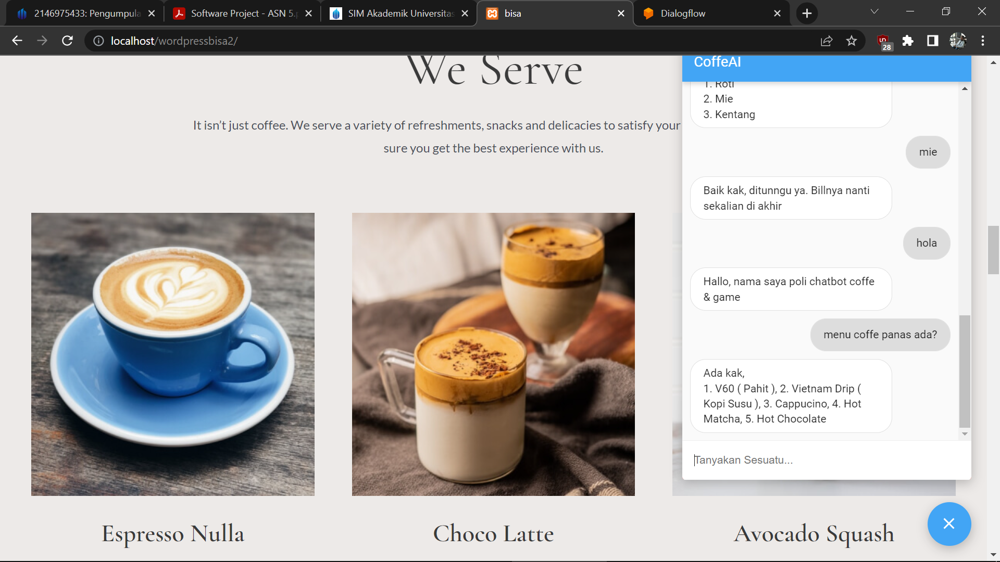 2146975433: Pengumpula
Software Project - ASN 5.p
SIM Akademik Universitas
bisa
Dialogflow
localhost/wordpressbisa2/
28
We Serve
It isn’t just coffee. We serve a variety of refreshments, snacks and delicacies to satisfy your
sure you get the best experience with us.
Espresso Nulla
Choco Latte
Avocado Squash
CoffeAI
1. Roti
2. Mie
3. Kentang
mie
Baik kak, ditunngu ya. Billnya nanti
sekalian di akhir
hola
Hallo, nama saya poli chatbot coffe
& game
menu coffe panas ada?
Ada kak,
1. V60 ( Pahit ), 2. Vietnam Drip (
Kopi Susu ), 3. Cappucino, 4. Hot
Matcha, 5. Hot Chocolate
Tanyakan Sesuatu...